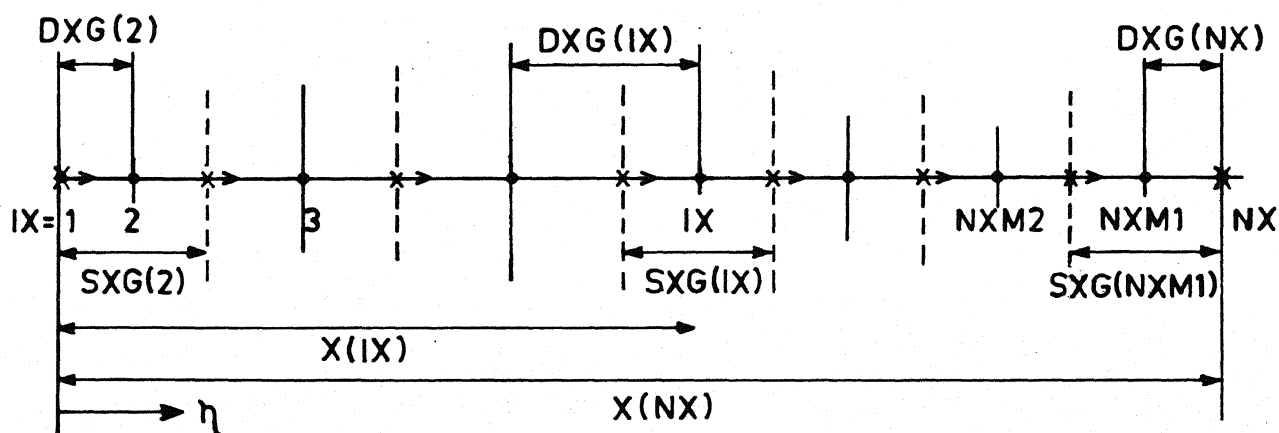 DXG(2) DXG(IX) DXG(NX)
IX=1 2 3 IX NXM2 NXM1 NX
SXG(2) SXG(IX) SXG(NXM1)
X(IX)
X(NX)
η